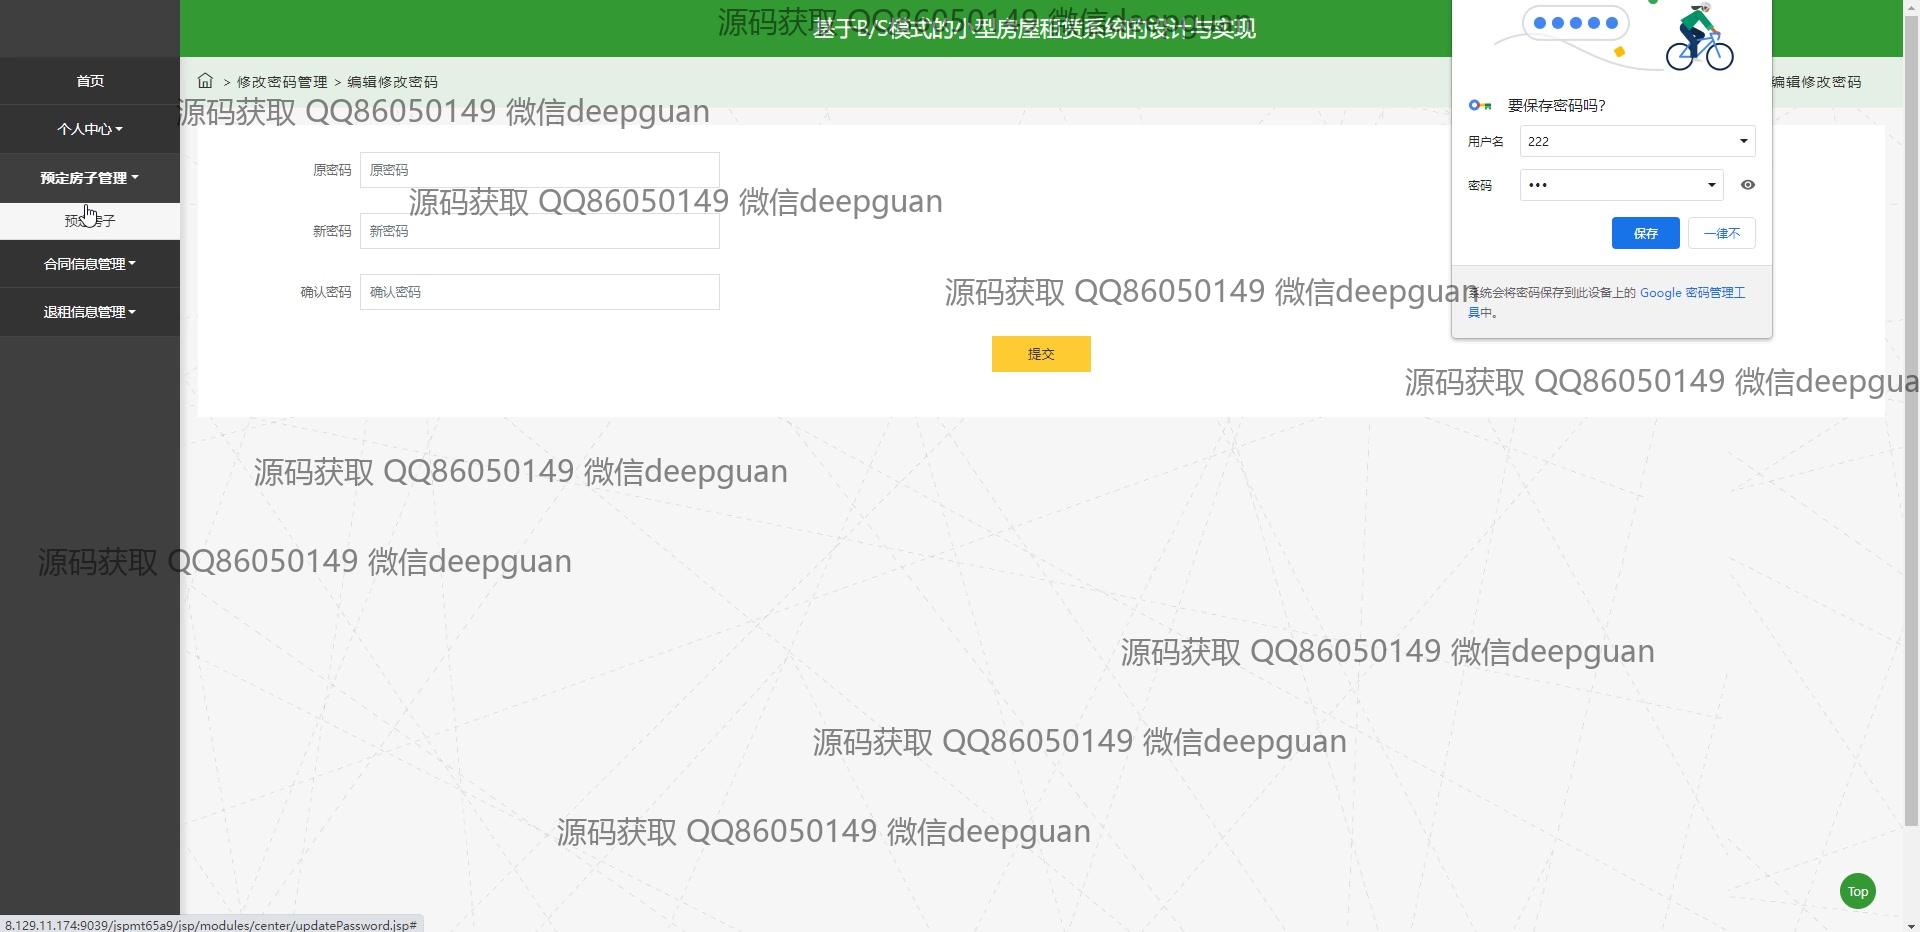 基于B/S模式的小型房屋租赁系统的设计与实现
源码获取 QQ86050149 微信deepguan
首页
个人中心
预定房子管理
预定房子
合同信息管理
退租信息管理
> 修改密码管理 > 编辑修改密码
编辑修改密码
源码获取 QQ86050149 微信deepguan
原密码 原密码
源码获取 QQ86050149 微信deepguan
新密码 新密码
确认密码 确认密码
源码获取 QQ86050149 微信deepguan
提交
要保存密码吗?
用户名 222
密码 •••
保存 一律不
系统会将密码保存到此设备上的 Google 密码管理工
具中。
源码获取 QQ86050149 微信deepgua
源码获取 QQ86050149 微信deepguan
源码获取 QQ86050149 微信deepguan
源码获取 QQ86050149 微信deepguan
源码获取 QQ86050149 微信deepguan
源码获取 QQ86050149 微信deepguan
Top
8.129.11.174:9039/jspmt65a9/jsp/modules/center/updatePassword.jsp#